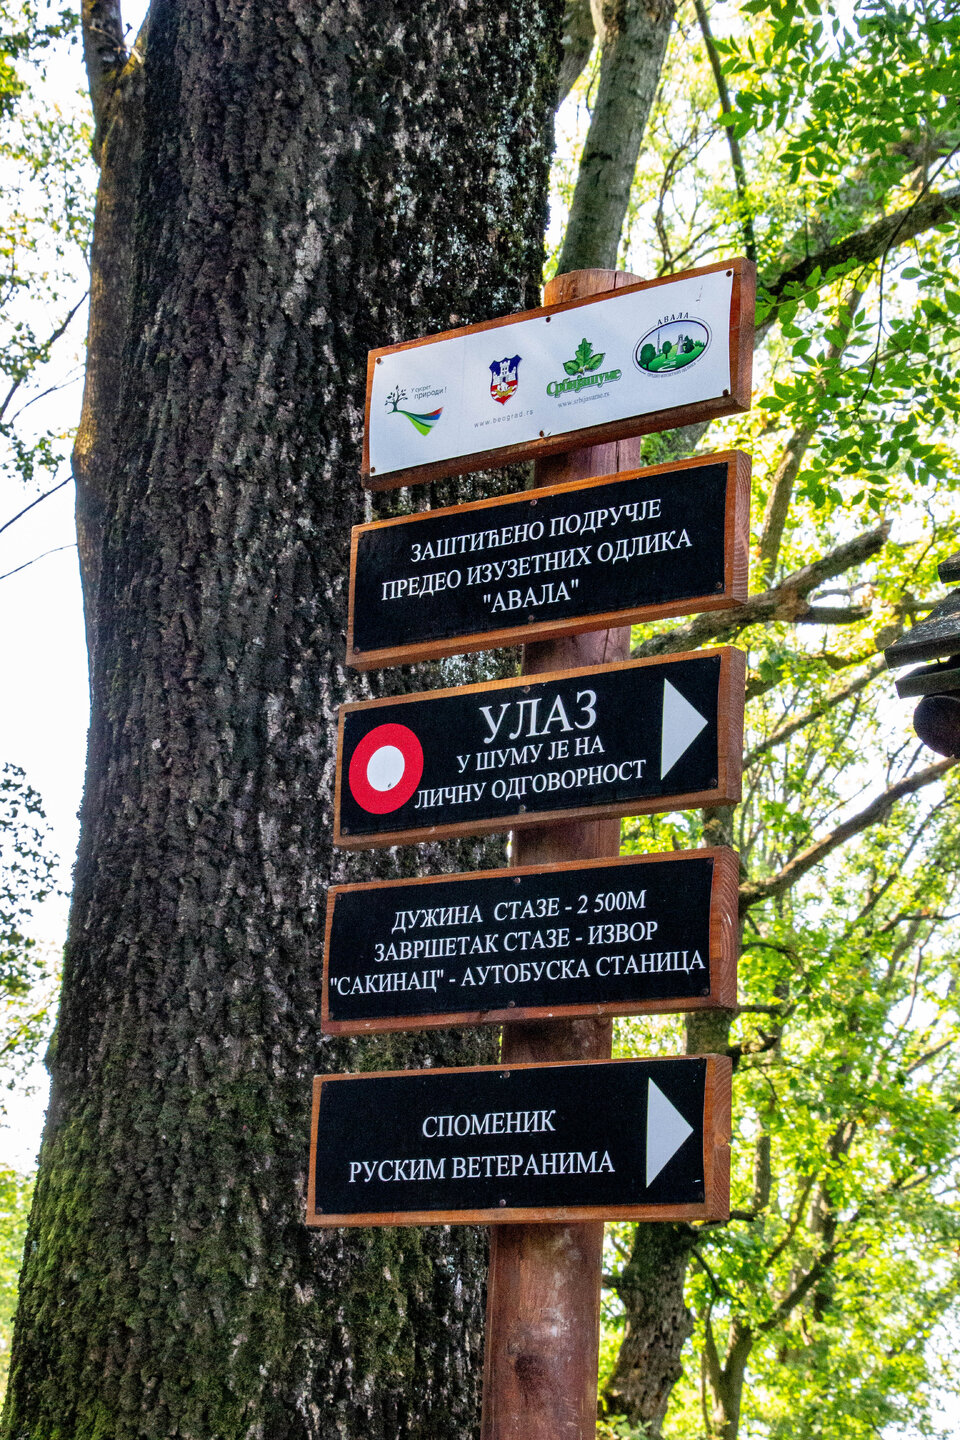 У сусрет
природи!
www.beograd.rs
Србијашуме
www.srbijasume.rs
АВАЛА
ЗАШТИЋЕНО ПОДРУЧЈЕ
ПРЕДЕО ИЗУЗЕТНИХ ОДЛИКА
"АВАЛА"
УЛАЗ
У ШУМУ ЈЕ НА
ЛИЧНУ ОДГОВОРНОСТ
ДУЖИНА СТАЗЕ - 2 500М
ЗАВРШЕТАК СТАЗЕ - ИЗВОР
"САКИНАЦ" - АУТОБУСКА СТАНИЦА
СПОМЕНИК
РУСКИМ ВЕТЕРАНИМА